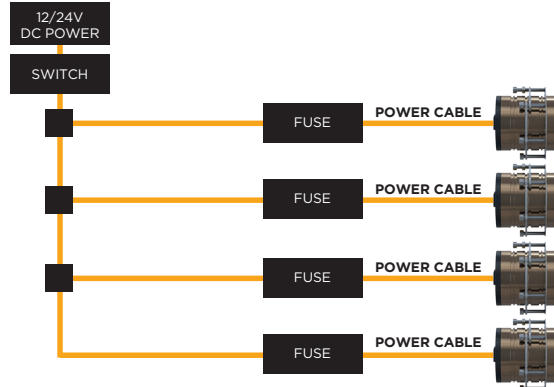 12/24V
DC POWER
SWITCH
FUSE
POWER CABLE
FUSE
POWER CABLE
FUSE
POWER CABLE
FUSE
POWER CABLE